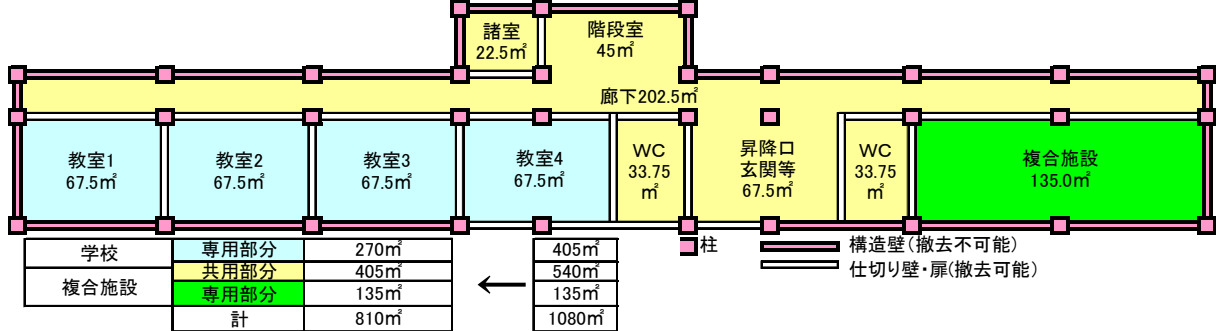 諸室
22.5㎡
階段室
45㎡
廊下202.5㎡
教室1
67.5㎡
教室2
67.5㎡
教室3
67.5㎡
教室4
67.5㎡
WC
33.75
㎡
昇降口
玄関等
67.5㎡
WC
33.75
㎡
複合施設
135.0㎡
学校 専用部分 270㎡ 405㎡
共用部分 405㎡ 540㎡
複合施設 専用部分 135㎡ ← 135㎡
計 810㎡ 1080㎡
柱
構造壁(撤去不可能)
仕切り壁・扉(撤去可能)